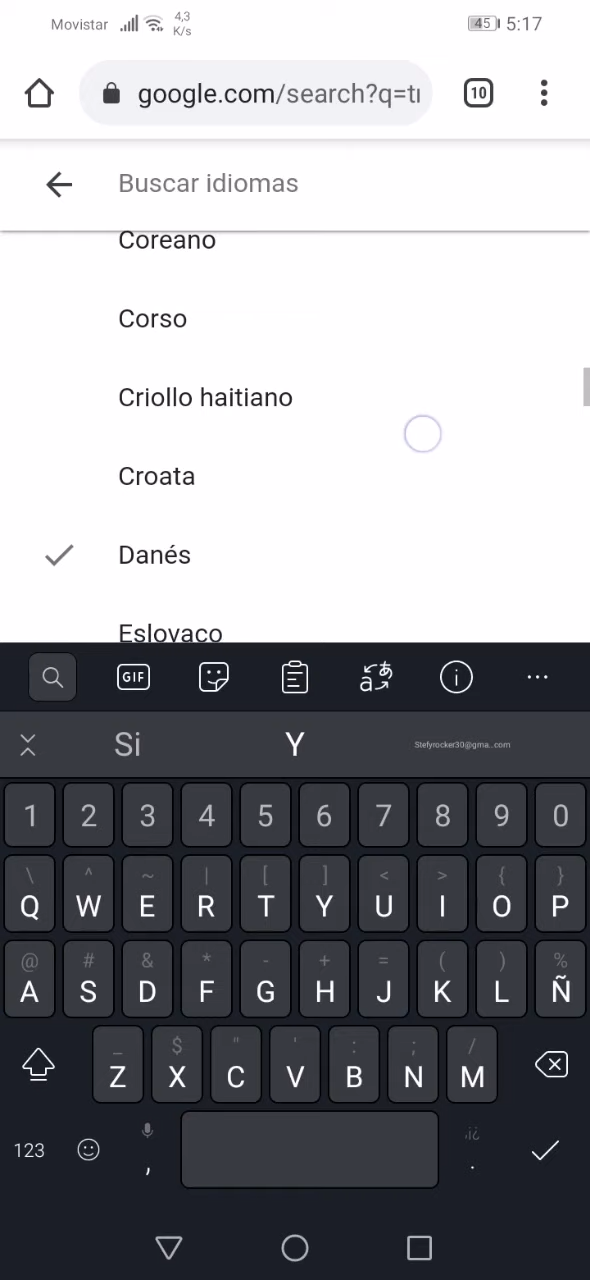 Movistar 4,3 K/s 45 5:17
google.com/search?q=tr 10
Buscar idiomas
Coreano
Corso
Criollo haitiano
Croata
Danés
Eslovaco
GIF
Si Y Stefyrocker30@gma..com
1 2 3 4 5 6 7 8 9 0
\ ^ ~ | [ ] < > { }
Q W E R T Y U I O P
@ # & * - + = ( ) %
A S D F G H J K L Ñ
_ $ " ' : ; /
Z X C V B N M
123 , .